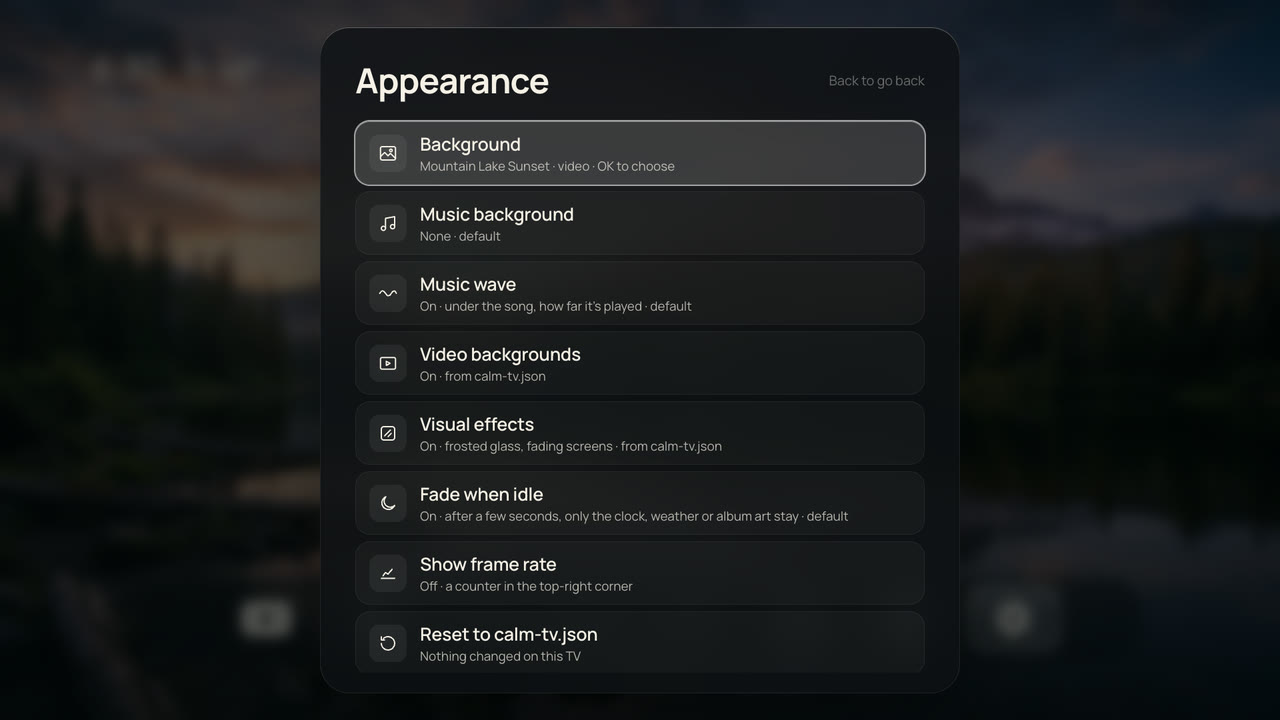 Appearance
Back to go back
Background
Mountain Lake Sunset · video · OK to choose
Music background
None · default
Music wave
On · under the song, how far it's played · default
Video backgrounds
On · from calm-tv.json
Visual effects
On · frosted glass, fading screens · from calm-tv.json
Fade when idle
On · after a few seconds, only the clock, weather or album art stay · default
Show frame rate
Off · a counter in the top-right corner
Reset to calm-tv.json
Nothing changed on this TV